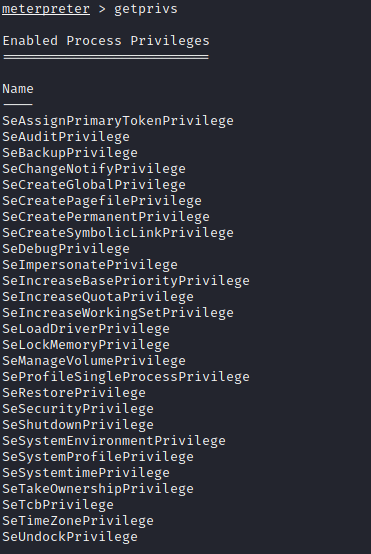 meterpreter > getprivs
Enabled Process Privileges
==========================
Name
----
SeAssignPrimaryTokenPrivilege
SeAuditPrivilege
SeBackupPrivilege
SeChangeNotifyPrivilege
SeCreateGlobalPrivilege
SeCreatePagefilePrivilege
SeCreatePermanentPrivilege
SeCreateSymbolicLinkPrivilege
SeDebugPrivilege
SeImpersonatePrivilege
SeIncreaseBasePriorityPrivilege
SeIncreaseQuotaPrivilege
SeIncreaseWorkingSetPrivilege
SeLoadDriverPrivilege
SeLockMemoryPrivilege
SeManageVolumePrivilege
SeProfileSingleProcessPrivilege
SeRestorePrivilege
SeSecurityPrivilege
SeShutdownPrivilege
SeSystemEnvironmentPrivilege
SeSystemProfilePrivilege
SeSystemtimePrivilege
SeTakeOwnershipPrivilege
SeTcbPrivilege
SeTimeZonePrivilege
SeUndockPrivilege